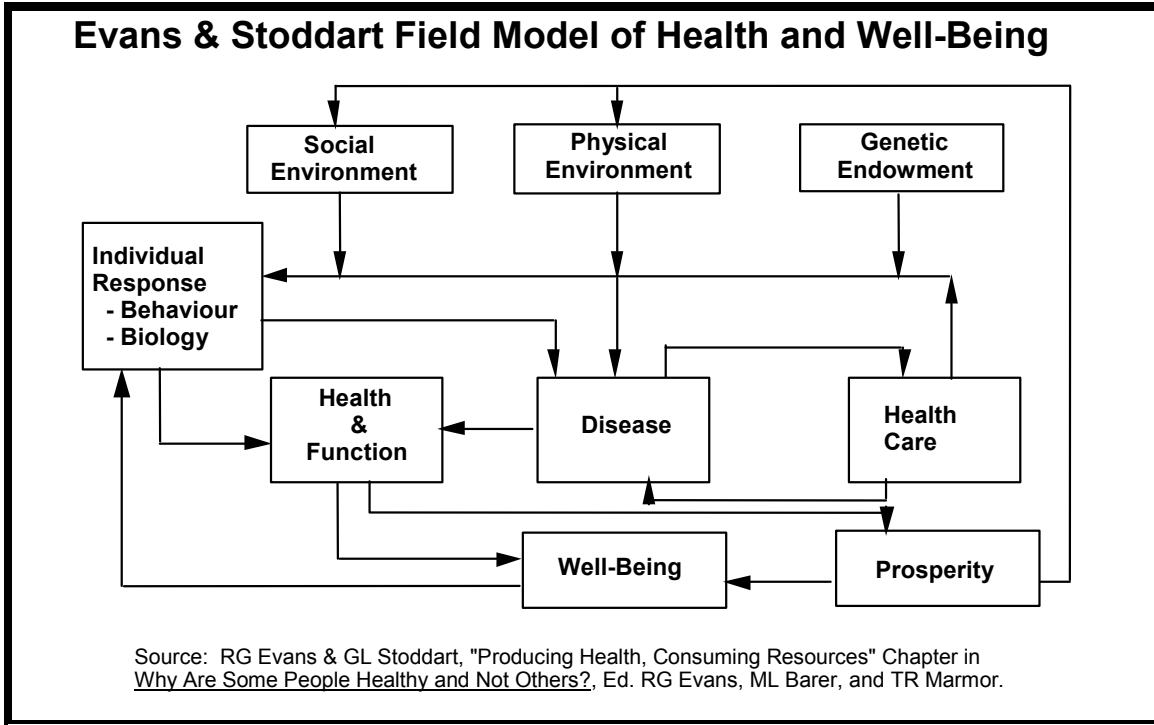 Evans & Stoddart Field Model of Health and Well-Being
Social
Environment
Physical
Environment
Genetic
Endowment
Individual
Response
- Behaviour
- Biology
Health
&
Function
Disease
Health
Care
Well-Being
Prosperity
Source: RG Evans & GL Stoddart, "Producing Health, Consuming Resources" Chapter in
Why Are Some People Healthy and Not Others?, Ed. RG Evans, ML Barer, and TR Marmor.